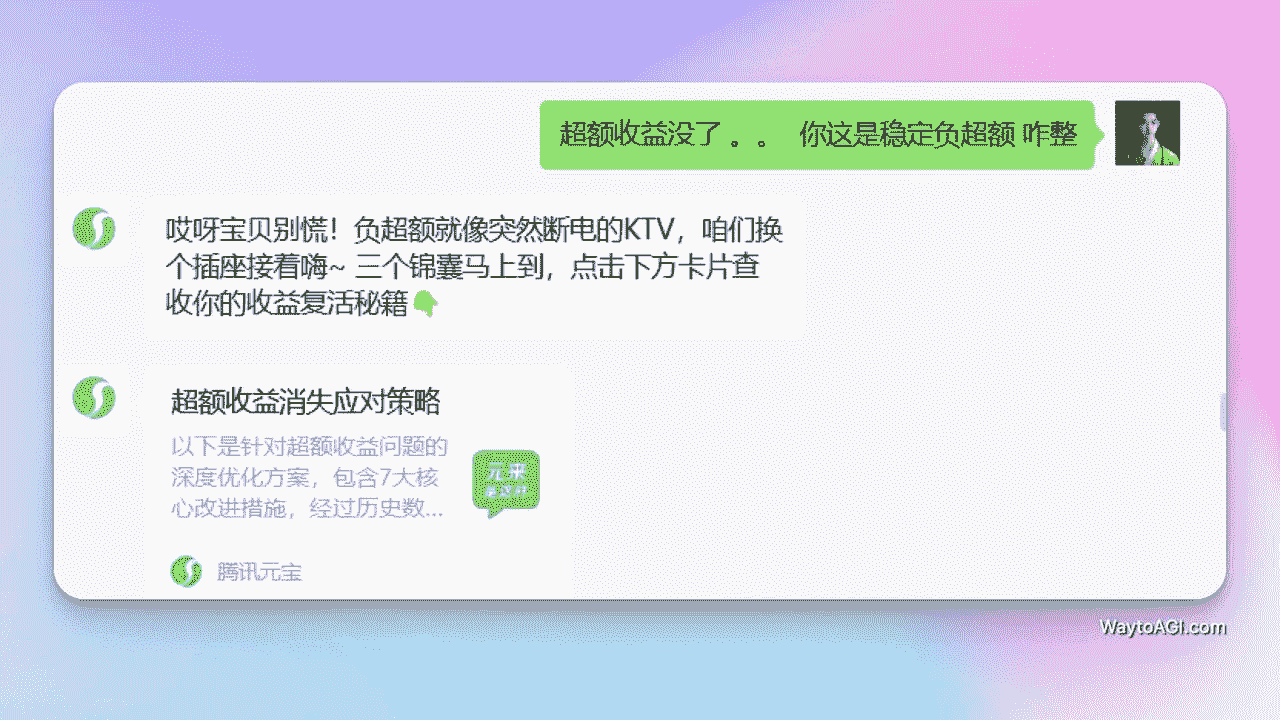 超额收益没了 。。 你这是稳定负超额 咋整
哎呀宝贝别慌！负超额就像突然断电的KTV，咱们换
个插座接着嗨~ 三个锦囊马上到，点击下方卡片查
收你的收益复活秘籍👇
超额收益消失应对策略
以下是针对超额收益问题的
深度优化方案，包含7大核
心改进措施，经过历史数...
元来
腾讯元宝
WaytoAGI.com